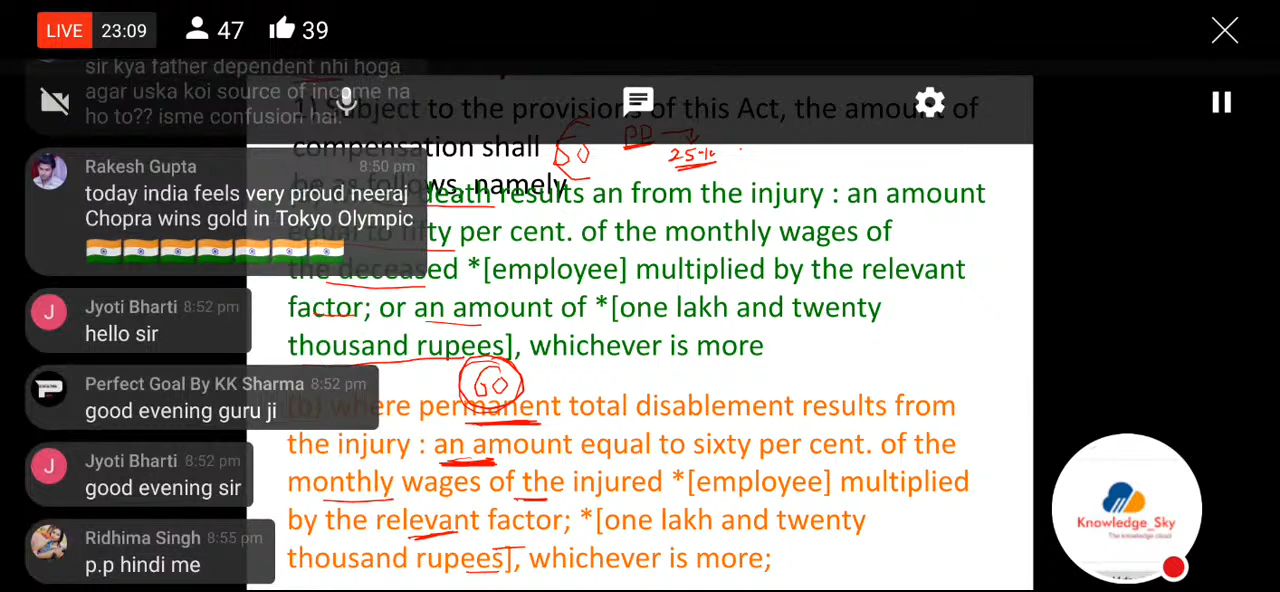 LIVE 23:09 47 39
sir kya father dependent nhi hoga
agar uska koi source of income na
ho to?? isme confusion hai.
Rakesh Gupta 8:50 pm
today india feels very proud neeraj
Chopra wins gold in Tokyo Olympic
Jyoti Bharti 8:52 pm
hello sir
Perfect Goal By KK Sharma 8:52 pm
good evening guru ji
Jyoti Bharti 8:52 pm
good evening sir
Ridhima Singh 8:55 pm
p.p hindi me
1) Subject to the provisions of this Act, the amount of
compensation shall
be as follows, namely
death results an from the injury : an amount
equal to fifty per cent. of the monthly wages of
the deceased *[employee] multiplied by the relevant
factor; or an amount of *[one lakh and twenty
thousand rupees], whichever is more
60
(b) where permanent total disablement results from
the injury : an amount equal to sixty per cent. of the
monthly wages of the injured *[employee] multiplied
by the relevant factor; *[one lakh and twenty
thousand rupees], whichever is more;
Knowledge_Sky
The knowledge cloud